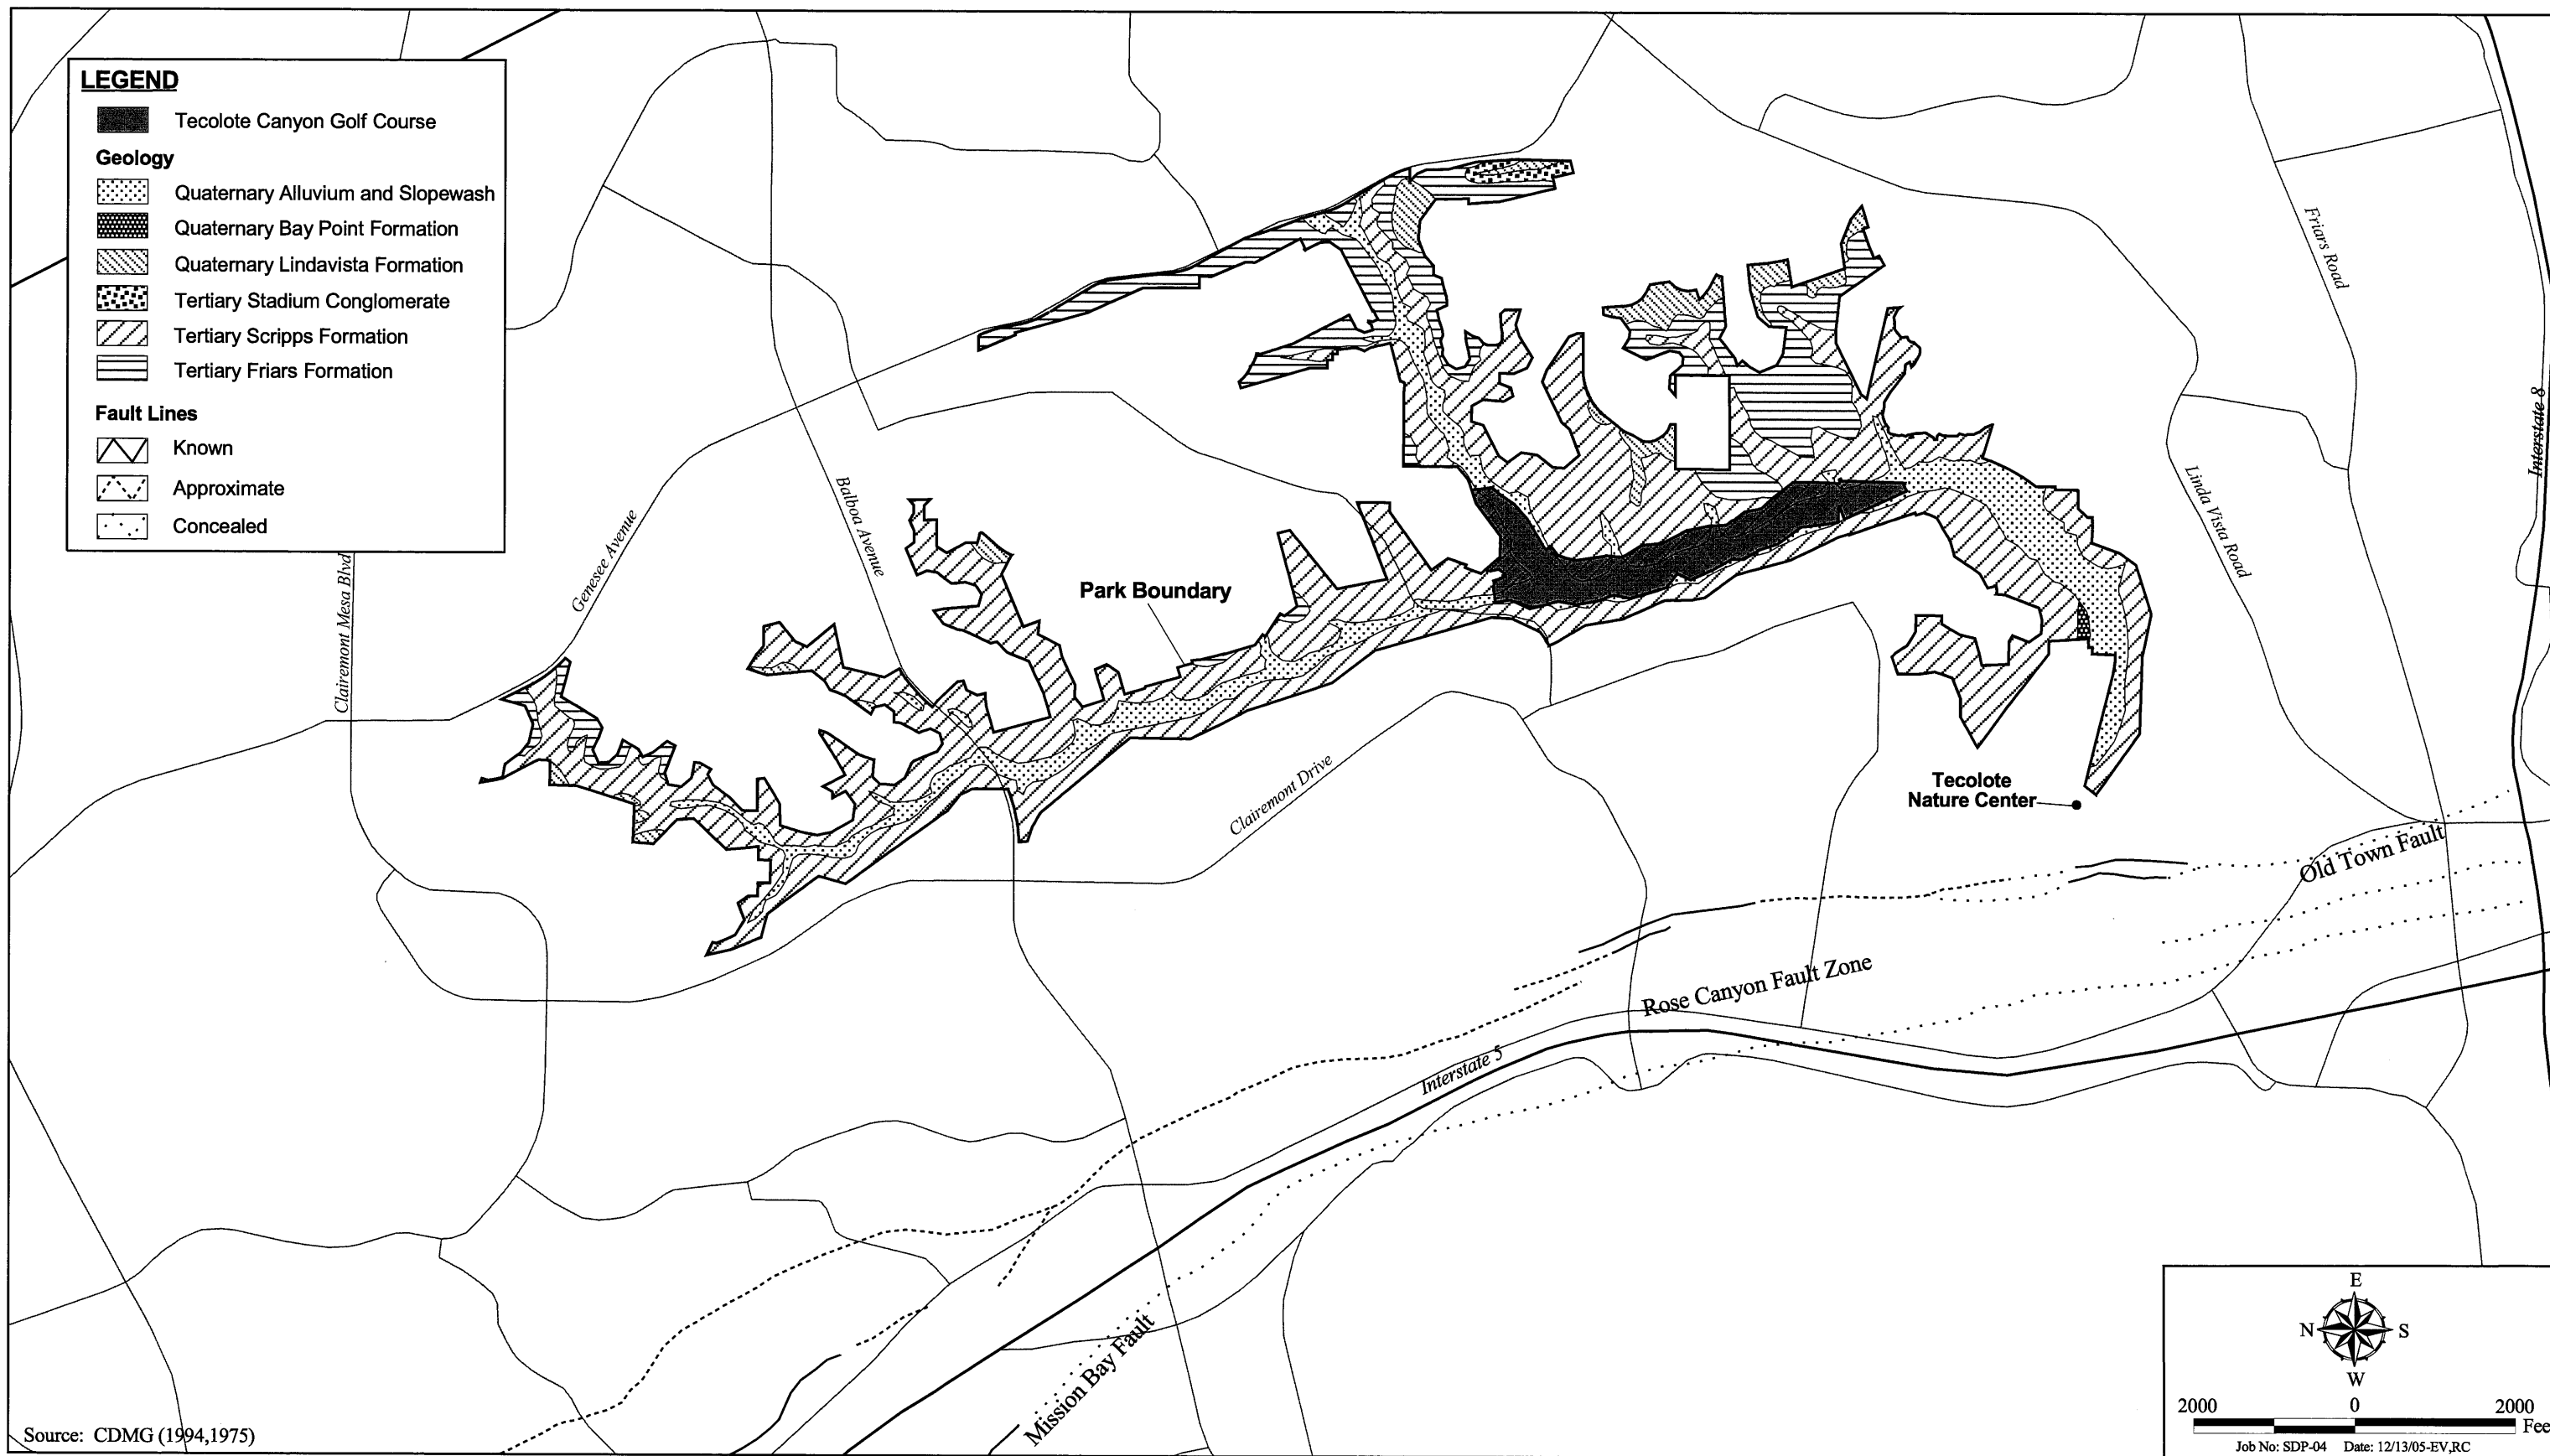 LEGEND
Tecolote Canyon Golf Course
Geology
Quaternary Alluvium and Slopewash
Quaternary Bay Point Formation
Quaternary Lindavista Formation
Tertiary Stadium Conglomerate
Tertiary Scripps Formation
Tertiary Friars Formation
Fault Lines
Known
Approximate
Concealed
Friars Road
Interstate 8
Linda Vista Road
Balboa Avenue
Genesee Avenue
Clairemont Mesa Blvd
Park Boundary
Clairemont Drive
Tecolote
Nature Center
Old Town Fault
Rose Canyon Fault Zone
Interstate 5
Mission Bay Fault
Source: CDMG (1994,1975)
E
N S
W
2000 0 2000
Fee
Job No: SDP-04 Date: 12/13/05-EV,RC